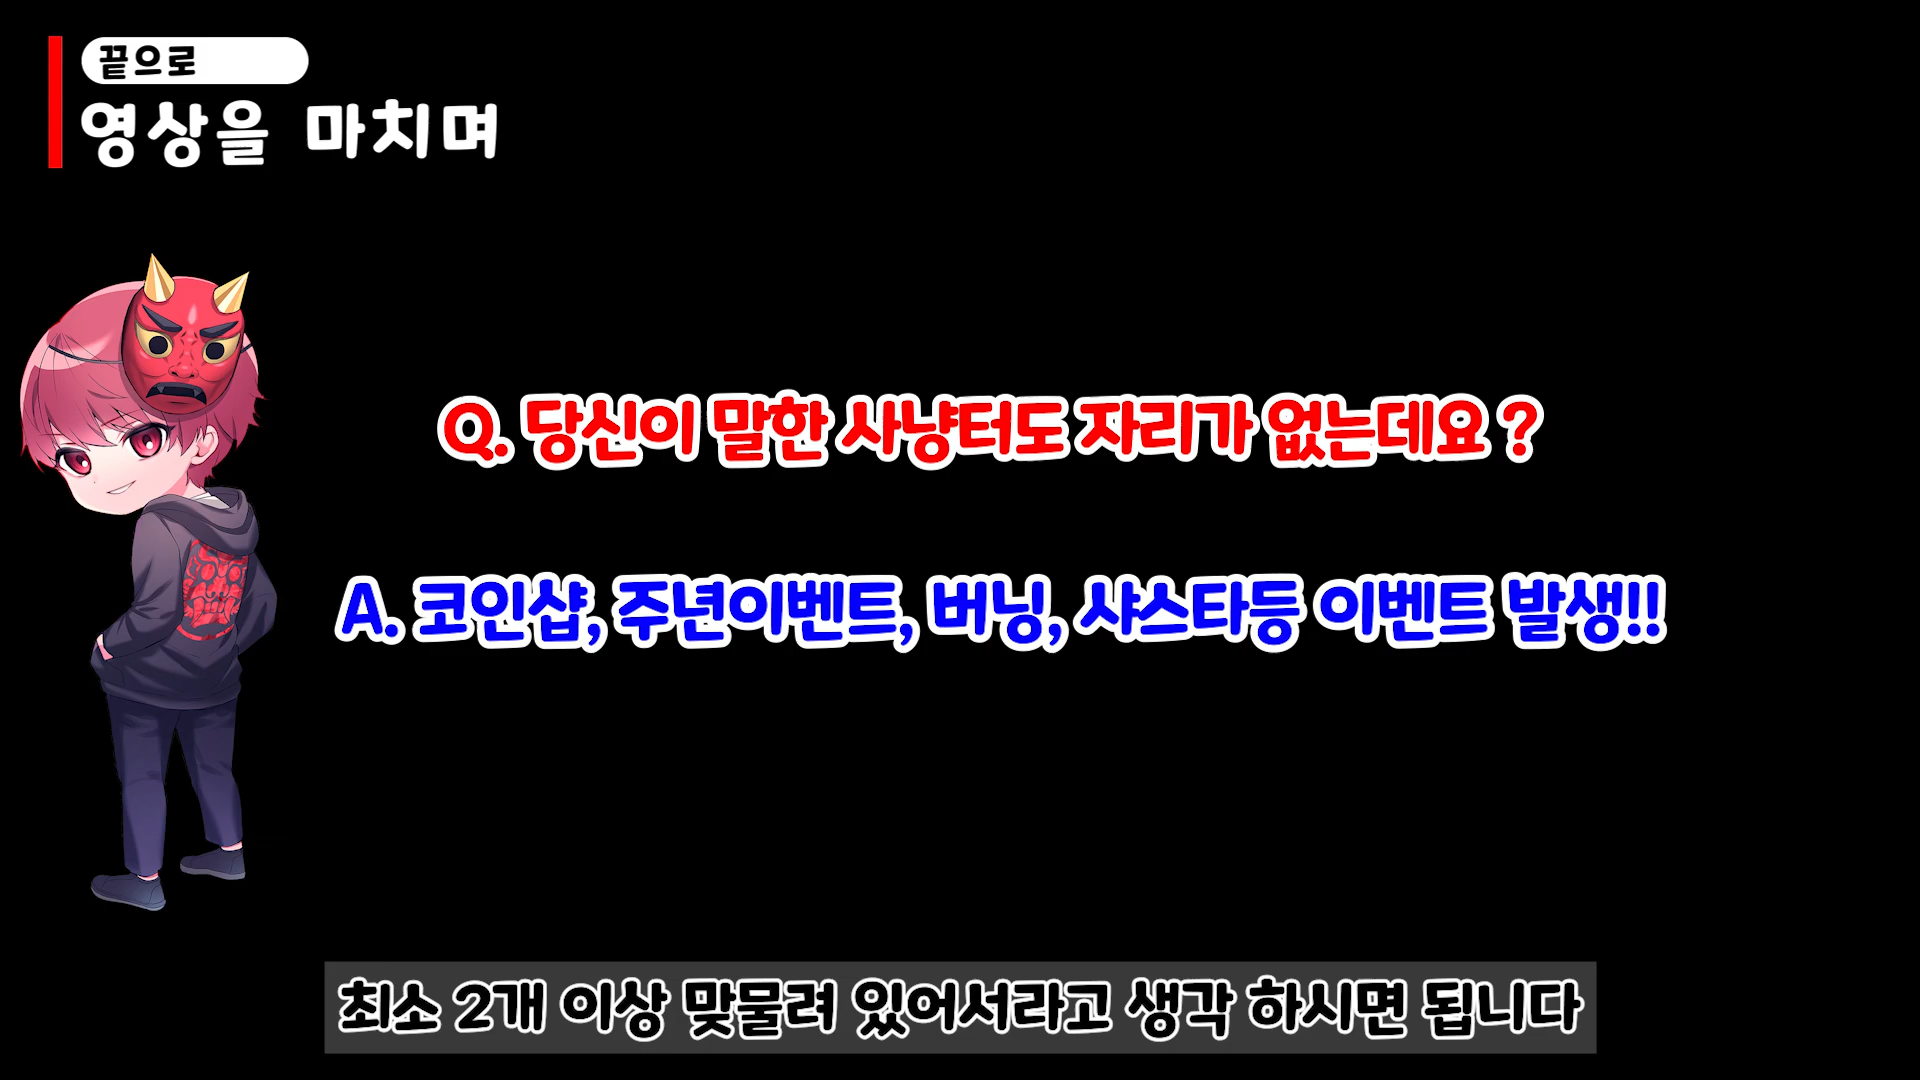 끝으로
영상을 마치며
Q. 당신이 말한 사냥터도 자리가 없는데요 ?
A. 코인샵, 주년이벤트, 버닝, 샤스타등 이벤트 발생!!
최소 2개 이상 맞물려 있어서라고 생각 하시면 됩니다